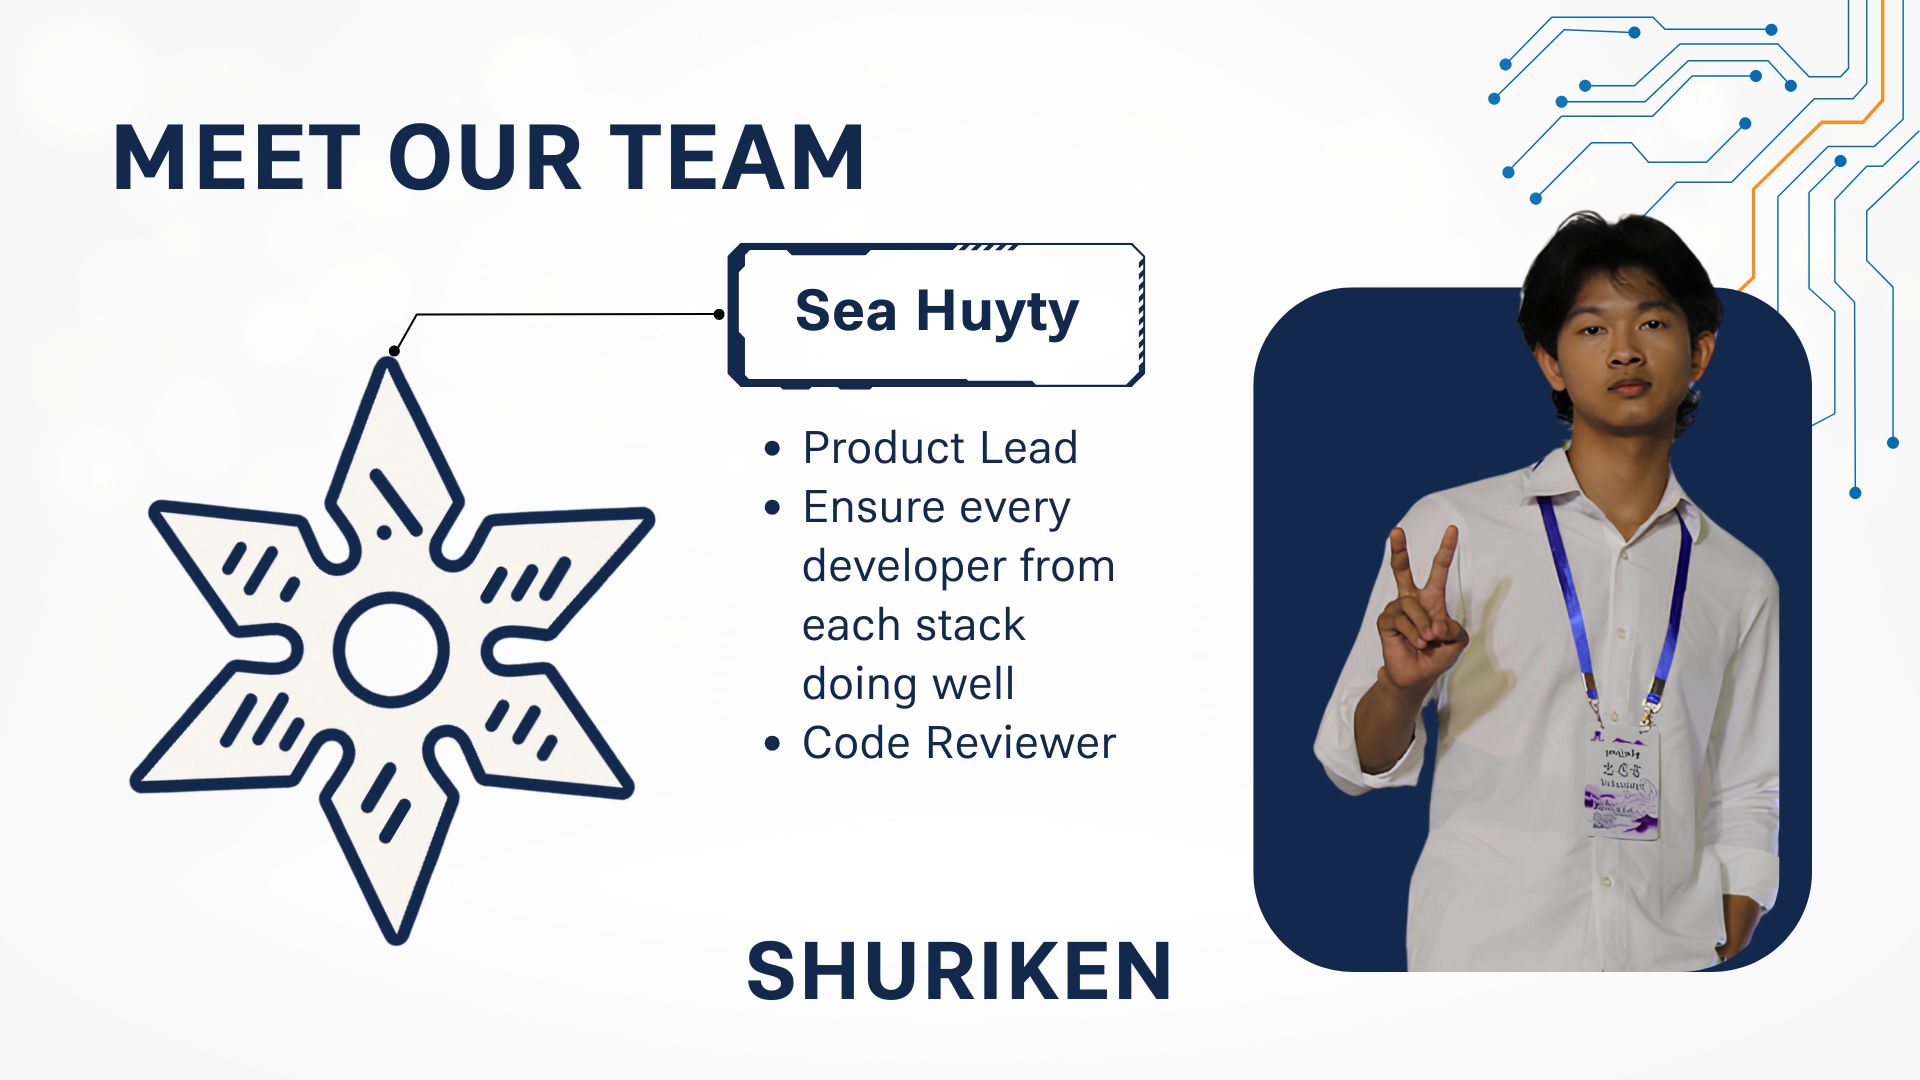 MEET OUR TEAM
Sea Huyty
• Product Lead
• Ensure every
developer from
each stack
doing well
• Code Reviewer
SHURIKEN